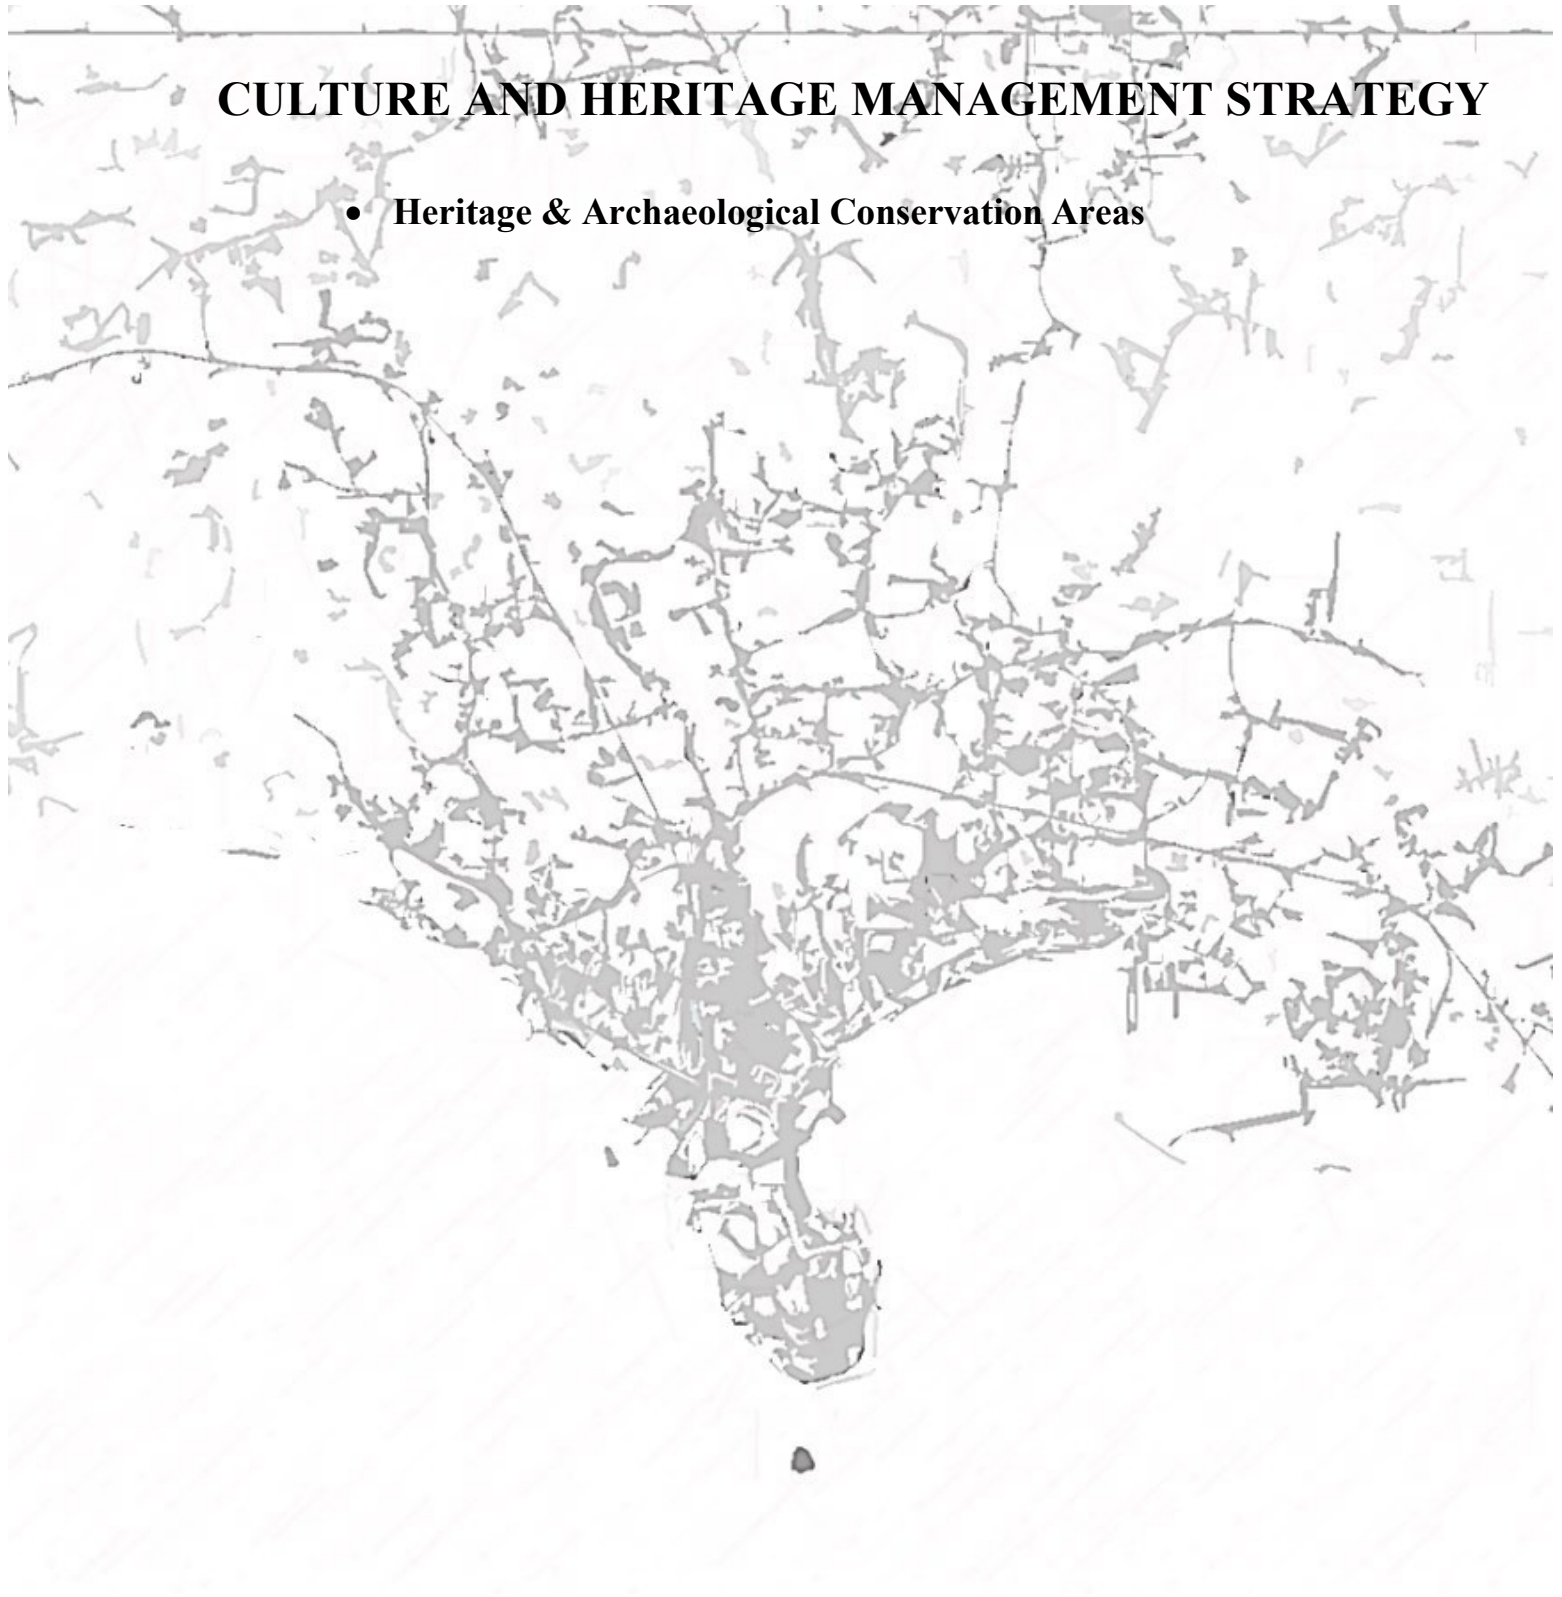 CULTURE AND HERITAGE MANAGEMENT STRATEGY
• Heritage & Archaeological Conservation Areas